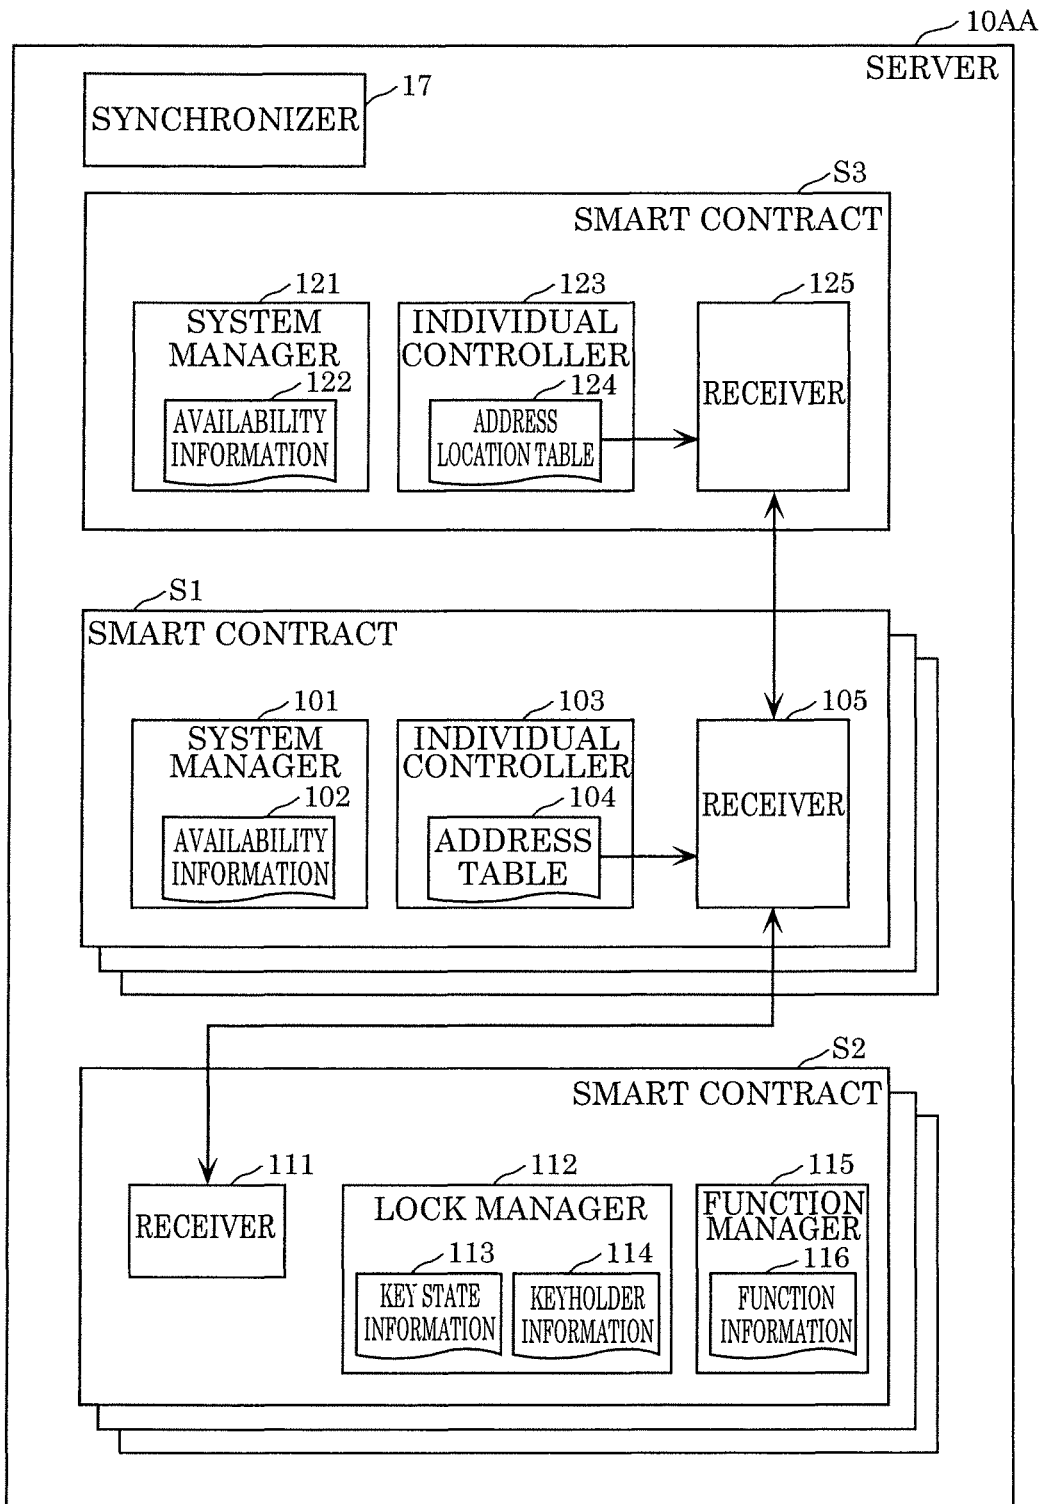 10AA
SERVER
17
SYNCHRONIZER
S3
SMART CONTRACT
121
SYSTEM
MANAGER
122
AVAILABILITY
INFORMATION
123
INDIVIDUAL
CONTROLLER
124
ADDRESS
LOCATION TABLE
125
RECEIVER
S1
SMART CONTRACT
101
SYSTEM
MANAGER
102
AVAILABILITY
INFORMATION
103
INDIVIDUAL
CONTROLLER
104
ADDRESS
TABLE
105
RECEIVER
S2
SMART CONTRACT
111
RECEIVER
112
LOCK MANAGER
113
KEY STATE
INFORMATION
114
KEYHOLDER
INFORMATION
115
FUNCTION
MANAGER
116
FUNCTION
INFORMATION